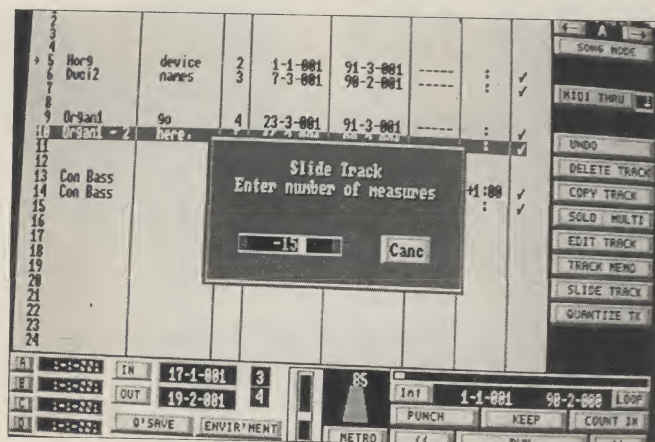 2
3
4
5 Horg device 2 1-1-001 91-3-001 ----- : ✓
6 Duci2 names 3 7-3-001 90-2-001 ----- : ✓
7
8
9 Organ1 go 4 23-3-001 91-3-001 ----- : ✓
10 Organ1 - 2 here.
11
12
13 Con Bass
14 Con Bass +1:00 ✓
15 : ✓
16
17
18
19
20
21
22
23
24
Slide Track
Enter number of measures
-15
Canc
A
SONG MODE
MIDI THRU
UNDO
DELETE TRACK
COPY TRACK
SOLO MULTI
EDIT TRACK
TRACK MEMO
SLIDE TRACK
QUANTIZE TK
A IN 17-1-001 3
B OUT 19-2-001 4
C
D Q'SAVE ENVIR'MENT
85
METRO
Int 1-1-001 90-2-000 LOOP
PUNCH KEEP COUNT IN
<<